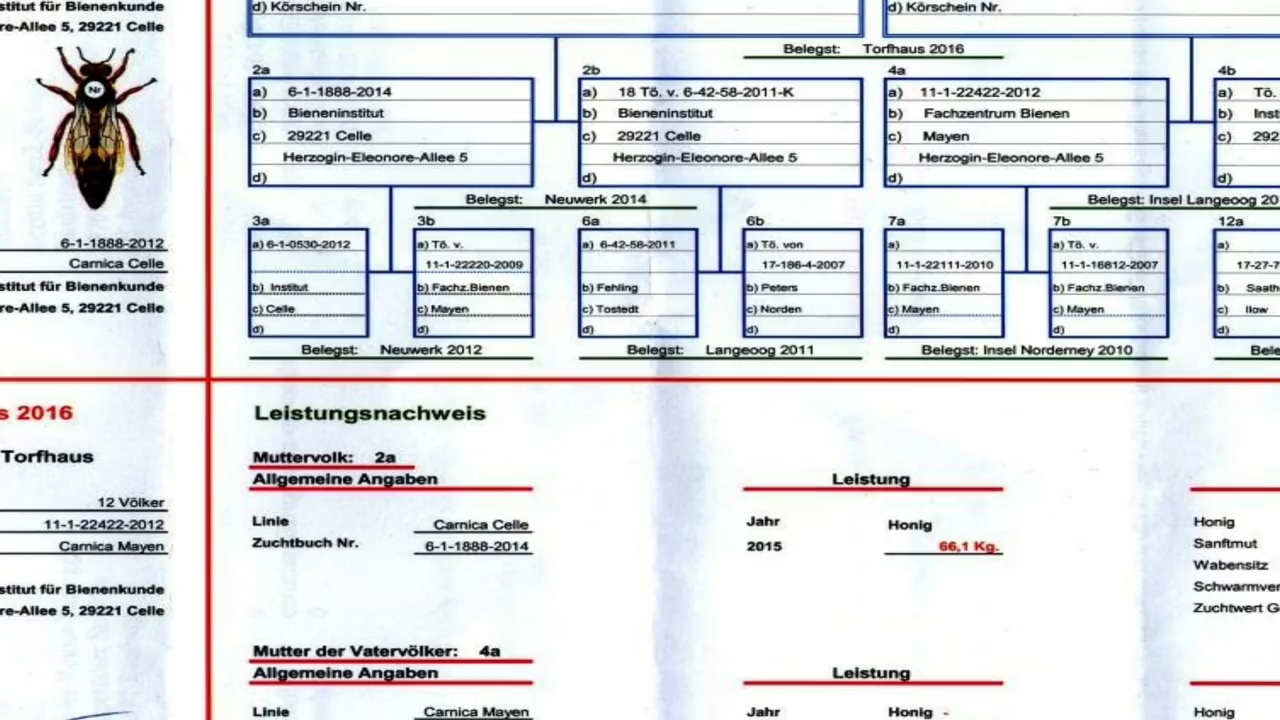 stitut für Bienenkunde
re-Allee 5, 29221 Celle
Nr
6-1-1888-2012
Carnica Celle
stitut für Bienenkunde
re-Allee 5, 29221 Celle
d) Körschein Nr.
d) Körschein Nr.
Belegst: Torfhaus 2016
2a
a) 6-1-1-1888-2014
b) Bieneninstitut
c) 29221 Celle
Herzogin-Eleonore-Allee 5
d)
2b
a) 18 Tö. v. 6-42-58-2011-K
b) Bieneninstitut
c) 29221 Celle
Herzogin-Eleonore-Allee 5
d)
4a
a) 11-1-22422-2012
b) Fachzentrum Bienen
c) Mayen
Herzogin-Eleonore-Allee 5
d)
4b
a) Tö.
b) Inst
c) 292
d)
Belegst: Neuwerk 2014
Belegst: Insel Langeoog 20
3a
a) 6-1-0530-2012
b) Institut
c) Celle
d)
3b
a) Tö. v.
11-1-22220-2009
b) Fachz.Bienen
c) Mayen
d)
6a
a) 6-42-58-2011
b) Fehling
c) Tostedt
d)
6b
a) Tö. von
17-186-4-2007
b) Peters
c) Norden
d)
7a
a)
11-1-22111-2010
b) Fachz.Bienen
c) Mayen
d)
7b
a) Tö. v.
11-1-16812-2007
b) Fachz.Bienen
c) Mayen
d)
12a
a)
17-27-7
b) Saath
c) Ilow
d)
Belegst: Neuwerk 2012
Belegst: Langeoog 2011
Belegst: Insel Norderney 2010
Bele
s 2016
Torfhaus
12 Völker
11-1-22422-2012
Carnica Mayen
stitut für Bienenkunde
re-Allee 5, 29221 Celle
Leistungsnachweis
Muttervolk: 2a
Allgemeine Angaben
Leistung
Linie Carnica Celle
Jahr Honig
Honig
Zuchtbuch Nr. 6-1-1888-2014
2015 66,1 Kg.
Sanftmut
Wabensitz
Schwarmver
Zuchtwert G
Mutter der Vatervölker: 4a
Allgemeine Angaben
Leistung
Linie Carnica Mayen
Jahr Honig -
Honig